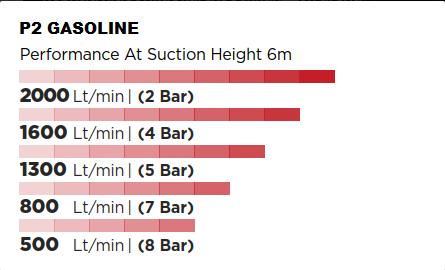 P2 GASOLINE
Performance At Suction Height 6m
2000 Lt/min | (2 Bar)
1600 Lt/min | (4 Bar)
1300 Lt/min | (5 Bar)
800 Lt/min | (7 Bar)
500 Lt/min | (8 Bar)